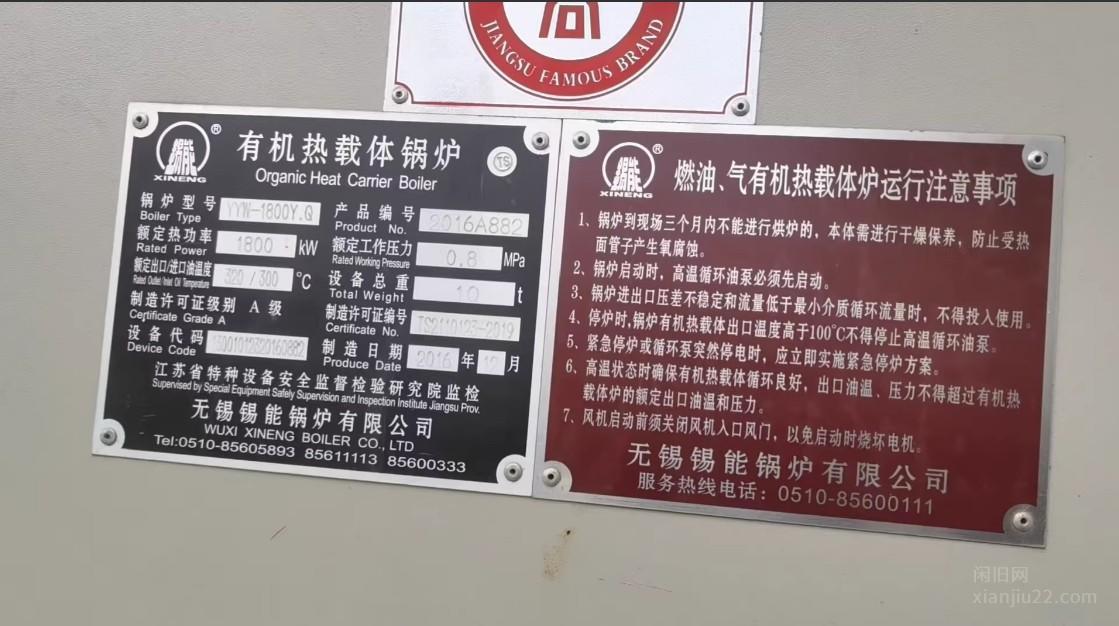 JIANGSU FAMOUS BRAND
锡能® XINENG
有机热载体锅炉 TS
Organic Heat Carrier Boiler
锅炉型号 YYW-1800Y.Q 产品编号 2016A882
Boiler Type Product No.
额定热功率 1800 kW 额定工作压力 0.8 MPa
Rated Power Rated Working Pressure
额定出口/进口油温度 320/300 ℃ 设备总重 10 t
Rated Outlet/Inlet Oil Temperature Total Weight
制造许可证级别 A 级 制造许可证编号 TS2110123-2019
Certificate Grade A Certificate No.
设备代码 制造日期 2016 年 12 月
Device Code Produce Date
江苏省特种设备安全监督检验研究院监检
Supervised by Special Equipment Safely Supervision and Inspection Institute Jiangsu Prov.
无锡锡能锅炉有限公司
WUXI XINENG BOILER CO., LTD
Tel:0510-85605893 85611113 85600333
锡能® XINENG
燃油、气有机热载体炉运行注意事项
1、锅炉到现场三个月内不能进行烘炉的，本体需进行干燥保养，防止受热
面管子产生氧腐蚀。
2、锅炉启动时，高温循环油泵必须先启动。
3、锅炉进出口压差不稳定和流量低于最小介质循环流量时，不得投入使用。
4、停炉时,锅炉有机热载体出口温度高于100℃不得停止高温循环油泵。
5、紧急停炉或循环泵突然停电时，应立即实施紧急停炉方案。
6、高温状态时确保有机热载体循环良好，出口油温、压力不得超过有机热
载体炉的额定出口油温和压力。
7、风机启动前须关闭风机入口风门，以免启动时烧坏电机。
无锡锡能锅炉有限公司
服务热线电话：0510-85600111
闲旧网
xianjiu22.com